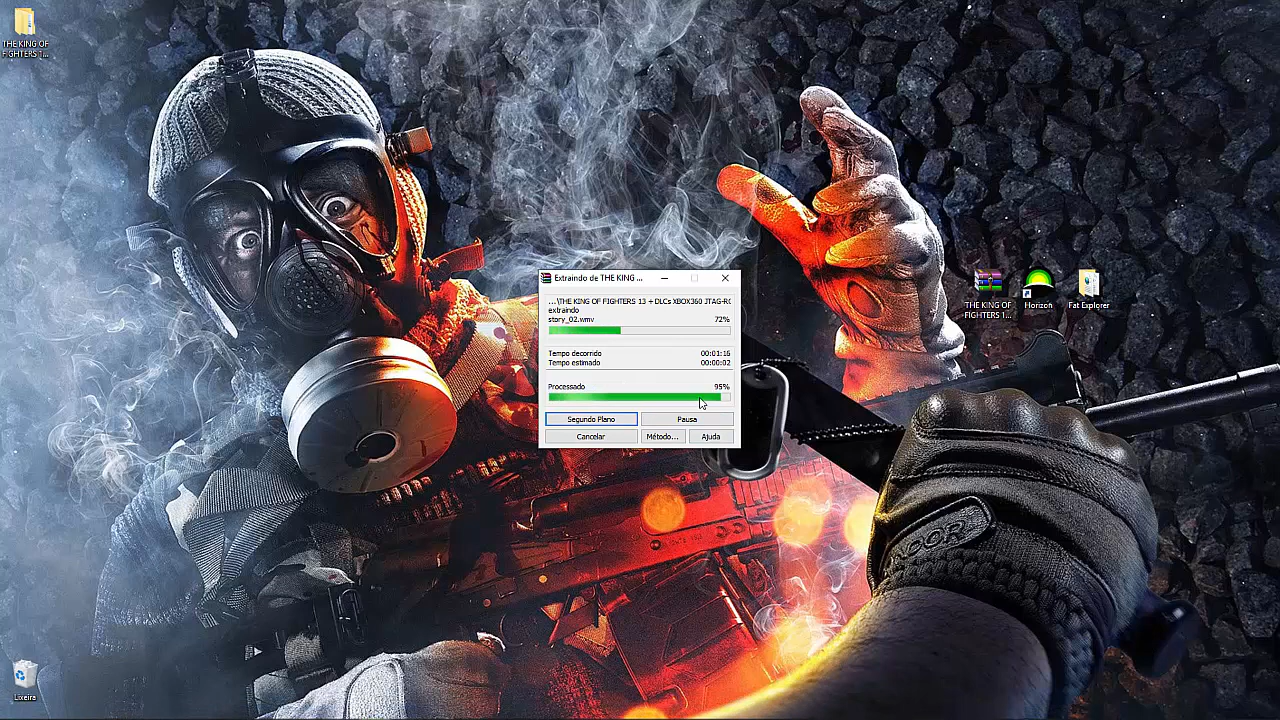 THE KING OF
FIGHTERS 1...
Extraindo de THE KING ...
...\THE KING OF FIGHTERS 13 + DLCs XBOX360 JTAG-RG
extraindo
story_02.wmv 72%
Tempo decorrido 00:01:16
Tempo estimado 00:00:02
Processado 95%
Segundo Plano Pausa
Cancelar Método... Ajuda
THE KING OF
FIGHTERS 1...
Horizon
Fat Explorer
NOOR
Lixeira